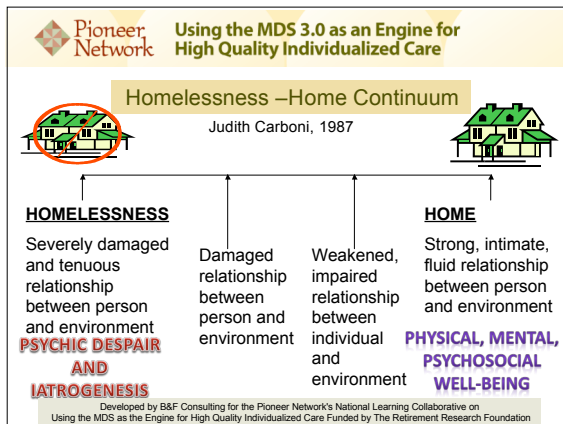 Pioneer
Network
Using the MDS 3.0 as an Engine for
High Quality Individualized Care
Homelessness –Home Continuum
Judith Carboni, 1987
HOMELESSNESS
Severely damaged
and tenuous
relationship
between person
and environment
PSYCHIC DESPAIR
AND
IATROGENESIS
Damaged
relationship
between
person and
environment
Weakened,
impaired
relationship
between
individual
and
environment
HOME
Strong, intimate,
fluid relationship
between person
and environment
PHYSICAL, MENTAL,
PSYCHOSOCIAL
WELL-BEING
Developed by B&F Consulting for the Pioneer Network's National Learning Collaborative on
Using the MDS as the Engine for High Quality Individualized Care Funded by The Retirement Research Foundation